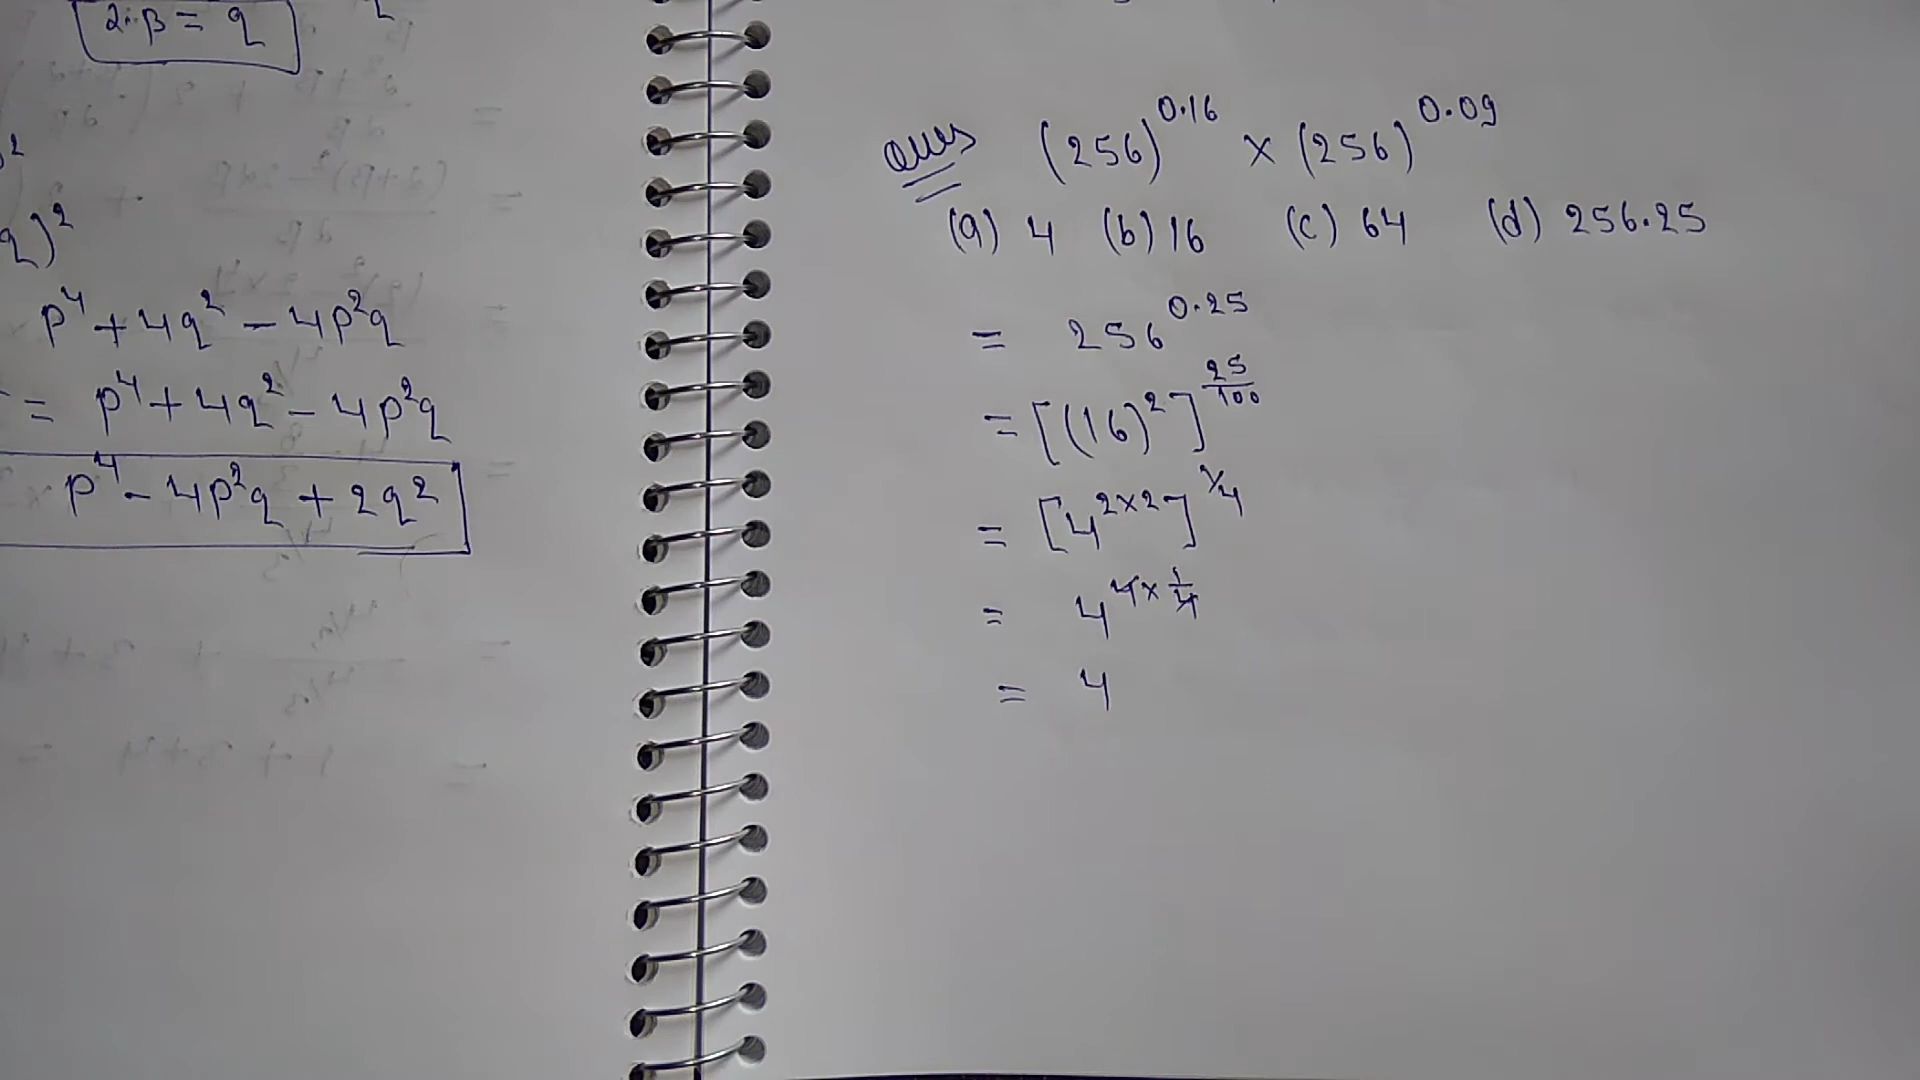 α·β = q
q)²
p⁴ + 4q² - 4p²q
= p⁴ + 4q² - 4p²q
p⁴ - 4p²q + 2q²
Ques (256)^0.16 × (256)^0.09
(a) 4 (b) 16 (c) 64 (d) 256.25
= 256^0.25
= [(16)²]^25/100
= [4^2×2]^1/4
= 4^4×1/4
= 4